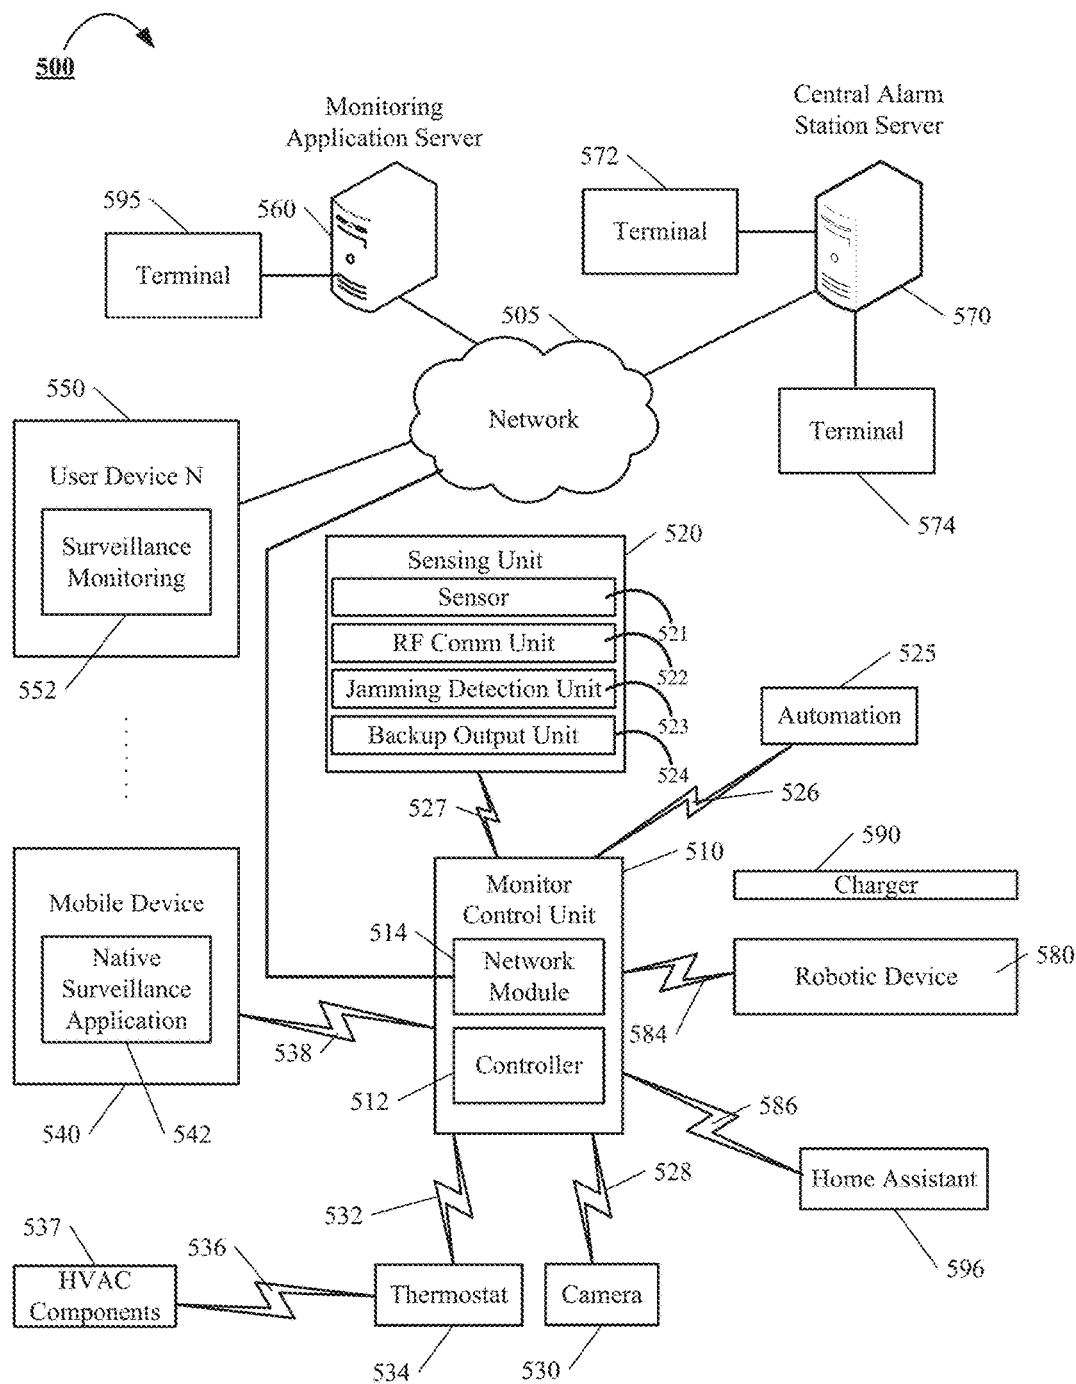 500
Monitoring
Application Server
Central Alarm
Station Server
595
560
572
Terminal
Terminal
570
505
Network
550
User Device N
Surveillance
Monitoring
552
Terminal
574
520
Sensing Unit
Sensor
521
RF Comm Unit
522
Jamming Detection Unit
523
Backup Output Unit
524
525
Automation
527
526
510
Monitor
Control Unit
514
Network
Module
Controller
512
590
Charger
Robotic Device
580
584
Mobile Device
Native
Surveillance
Application
538
540
542
586
Home Assistant
596
532
528
537
536
HVAC
Components
Thermostat
Camera
534
530